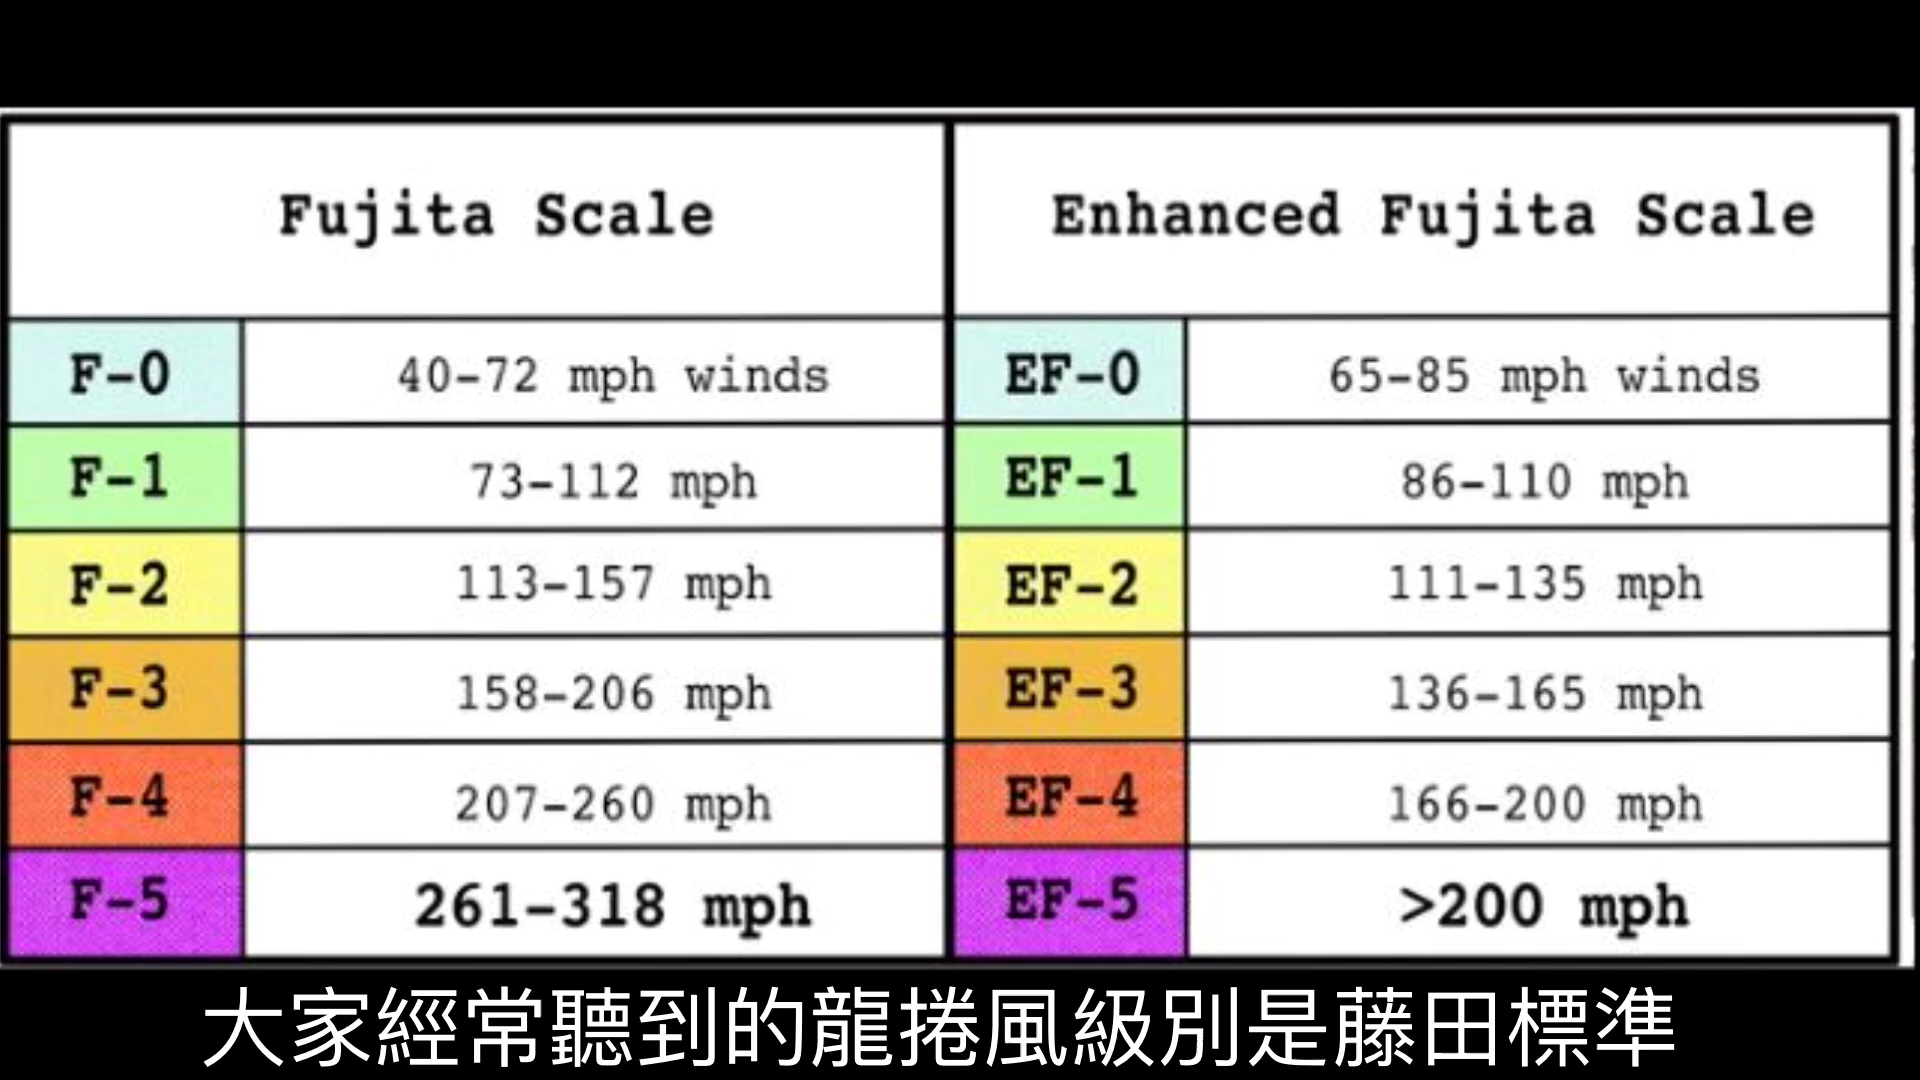 Fujita Scale Enhanced Fujita Scale
F-0 40-72 mph winds EF-0 65-85 mph winds
F-1 73-112 mph EF-1 86-110 mph
F-2 113-157 mph EF-2 111-135 mph
F-3 158-206 mph EF-3 136-165 mph
F-4 207-260 mph EF-4 166-200 mph
F-5 261-318 mph EF-5 >200 mph
大家經常聽到的龍捲風級別是藤田標準